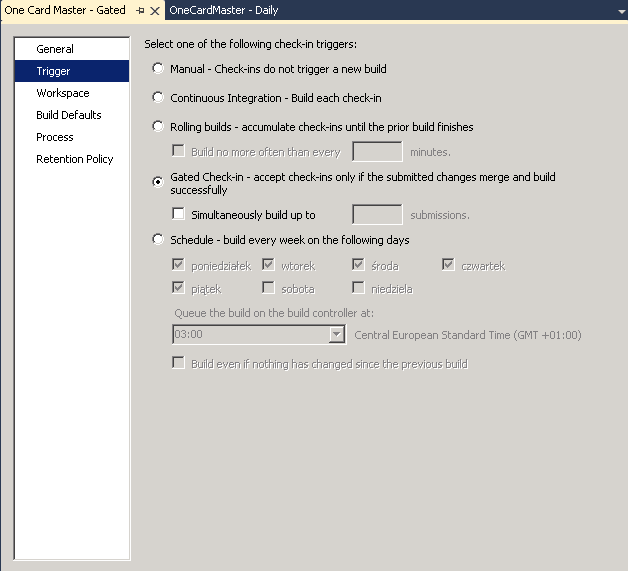 One Card Master - Gated
OneCardMaster - Daily
General
Trigger
Workspace
Build Defaults
Process
Retention Policy
Select one of the following check-in triggers:
Manual - Check-ins do not trigger a new build
Continuous Integration - Build each check-in
Rolling builds - accumulate check-ins until the prior build finishes
Build no more often than every minutes.
Gated Check-in - accept check-ins only if the submitted changes merge and build
successfully
Simultaneously build up to submissions.
Schedule - build every week on the following days
poniedziałek wtorek środa czwartek
piątek sobota niedziela
Queue the build on the build controller at:
03:00 Central European Standard Time (GMT +01:00)
Build even if nothing has changed since the previous build